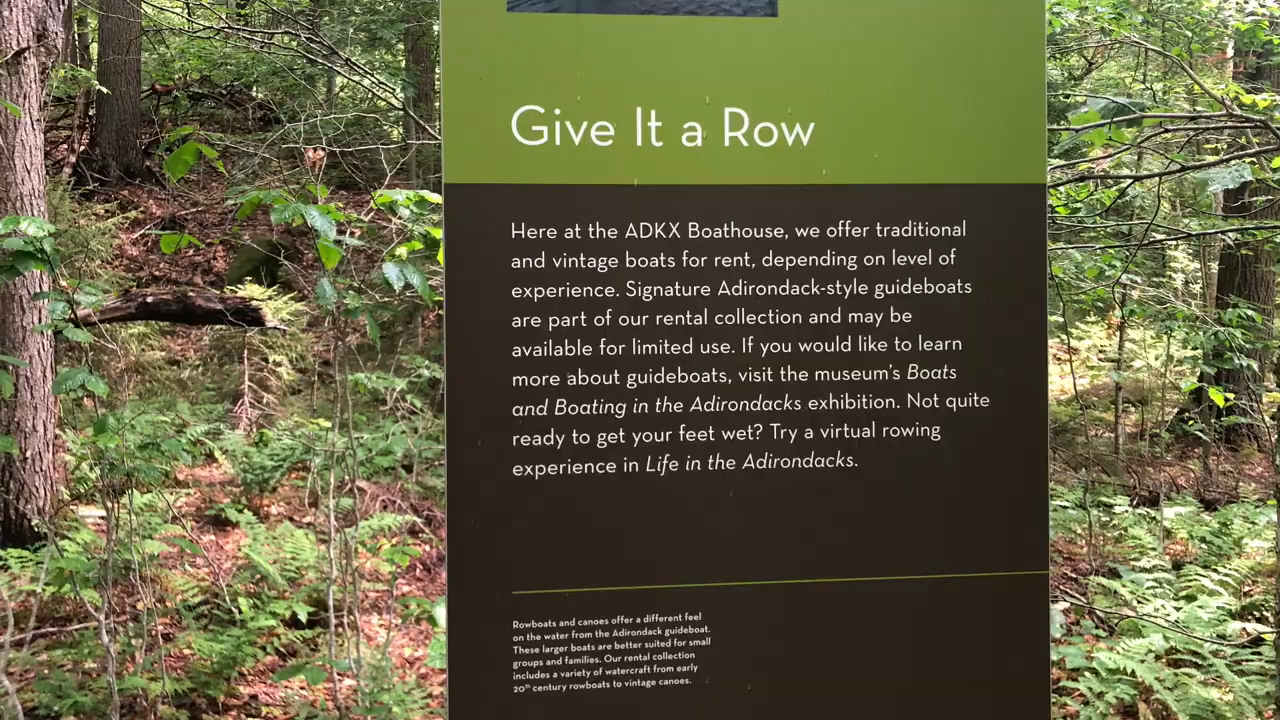 Give It a Row
Here at the ADKX Boathouse, we offer traditional
and vintage boats for rent, depending on level of
experience. Signature Adirondack-style guideboats
are part of our rental collection and may be
available for limited use. If you would like to learn
more about guideboats, visit the museum's Boats
and Boating in the Adirondacks exhibition. Not quite
ready to get your feet wet? Try a virtual rowing
experience in Life in the Adirondacks.
Rowboats and canoes offer a different feel
on the water from the Adirondack guideboat.
These larger boats are better suited for small
groups and families. Our rental collection
includes a variety of watercraft from early
20th century rowboats to vintage canoes.